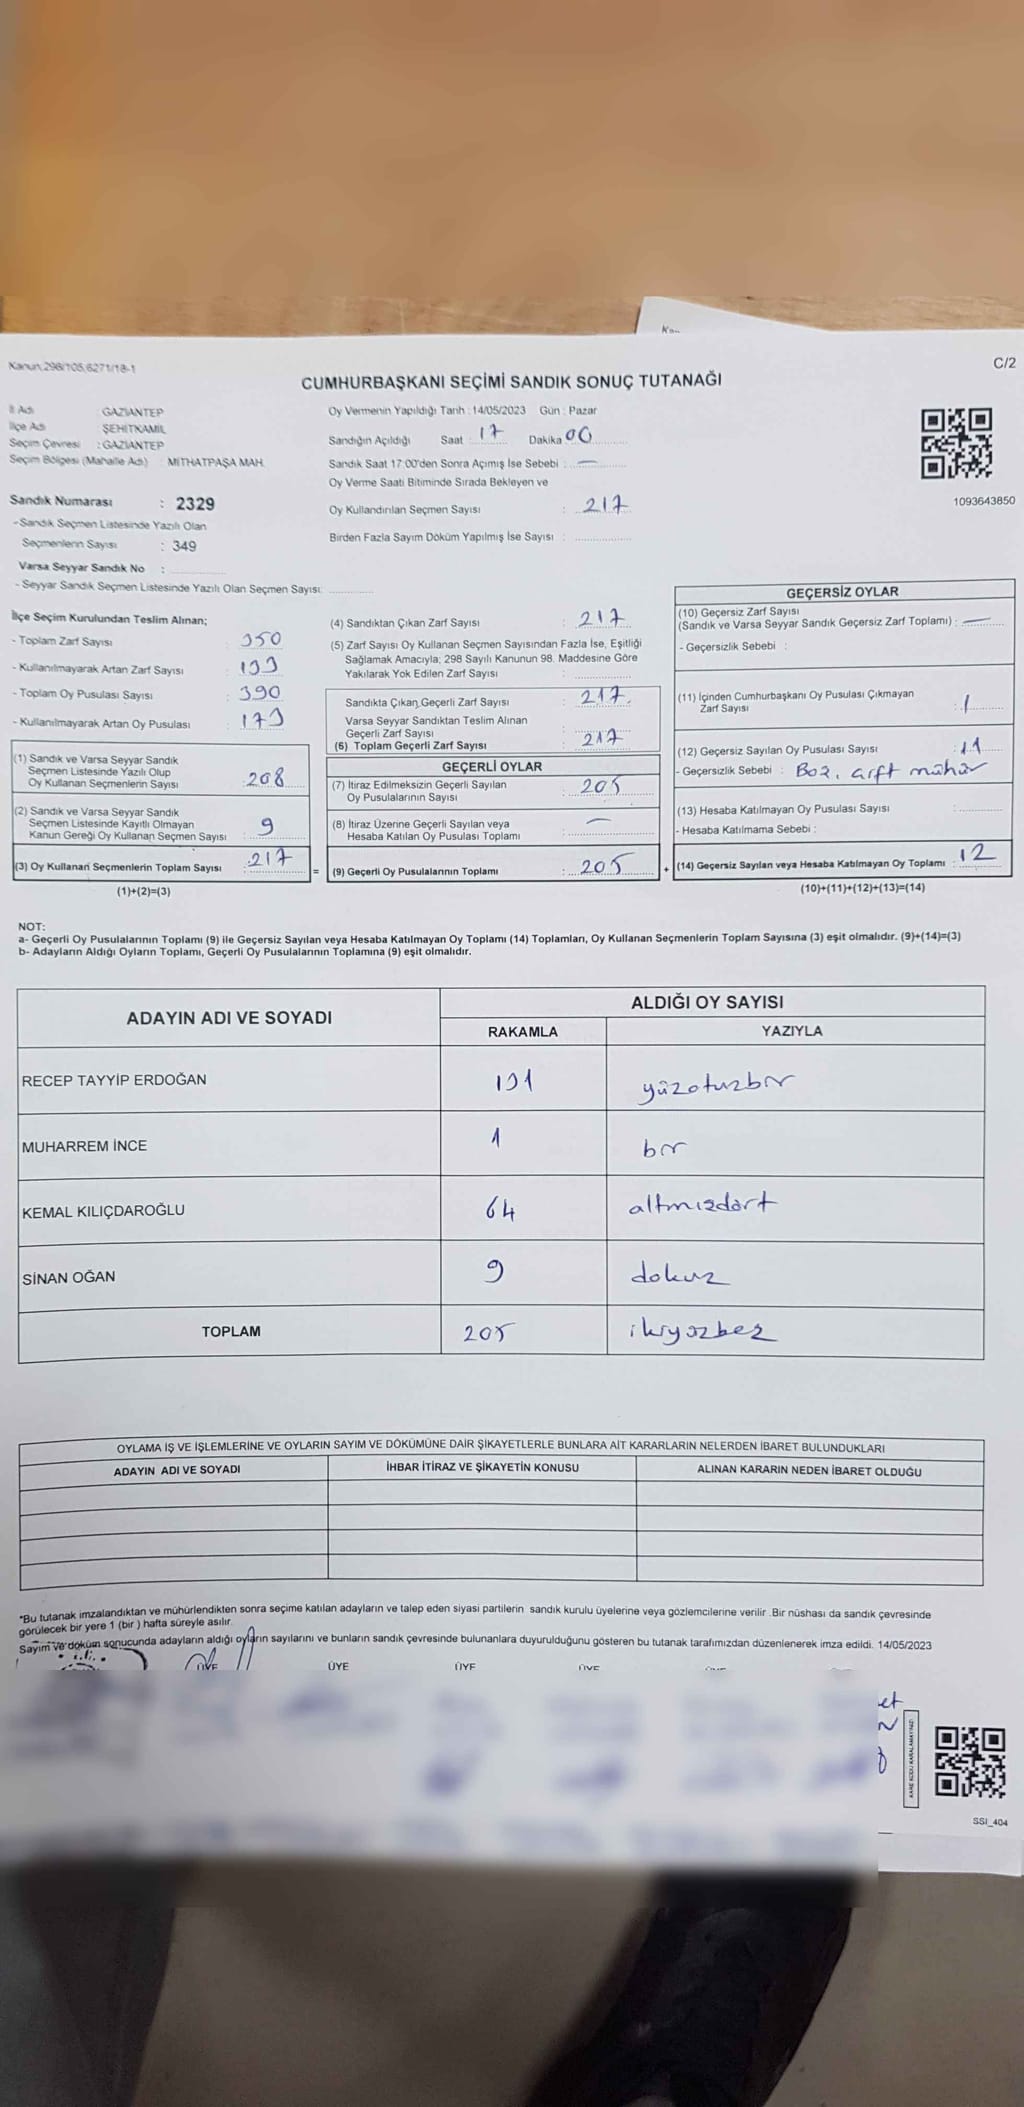 Kanun,298/105,6271/18-1
C/2
CUMHURBAŞKANI SEÇİMİ SANDIK SONUÇ TUTANAĞI
İl Adı GAZİANTEP
İlçe Adı ŞEHİTKAMİL
Seçim Çevresi : GAZİANTEP
Seçim Bölgesi (Mahalle Adı) : MİTHATPAŞA MAH.
Sandık Numarası : 2329
-Sandık Seçmen Listesinde Yazılı Olan
Seçmenlerin Sayısı : 349
Varsa Seyyar Sandık No :
- Seyyar Sandık Seçmen Listesinde Yazılı Olan Seçmen Sayısı:
Oy Vermenin Yapıldığı Tarih : 14/05/2023 Gün : Pazar
Sandığın Açıldığı Saat : 17 Dakika 00
Sandık Saat 17:00'den Sonra Açımış İse Sebebi : —
Oy Verme Saati Bitiminde Sırada Bekleyen ve
Oy Kullandırılan Seçmen Sayısı : 217
Birden Fazla Sayım Döküm Yapılmış İse Sayısı :
1093643850
İlçe Seçim Kurulundan Teslim Alınan;
- Toplam Zarf Sayısı : 350
- Kullanılmayarak Artan Zarf Sayısı : 133
- Toplam Oy Pusulası Sayısı : 390
- Kullanılmayarak Artan Oy Pusulası : 173
(1) Sandık ve Varsa Seyyar Sandık
Seçmen Listesinde Yazılı Olup
Oy Kullanan Seçmenlerin Sayısı : 208
(2) Sandık ve Varsa Seyyar Sandık
Seçmen Listesinde Kayıtlı Olmayan
Kanun Gereği Oy Kullanan Seçmen Sayısı : 9
(3) Oy Kullanan Seçmenlerin Toplam Sayısı : 217
(1)+(2)=(3)
(4) Sandıktan Çıkan Zarf Sayısı : 217
(5) Zarf Sayısı Oy Kullanan Seçmen Sayısından Fazla İse, Eşitliği
Sağlamak Amacıyla; 298 Sayılı Kanunun 98. Maddesine Göre
Yakılarak Yok Edilen Zarf Sayısı :
Sandıkta Çıkan Geçerli Zarf Sayısı : 217
Varsa Seyyar Sandıktan Teslim Alınan
Geçerli Zarf Sayısı :
(6) Toplam Geçerli Zarf Sayısı : 217
GEÇERLİ OYLAR
(7) İtiraz Edilmeksizin Geçerli Sayılan
Oy Pusulalarının Sayısı : 205
(8) İtiraz Üzerine Geçerli Sayılan veya
Hesaba Katılan Oy Pusulası Toplamı : —
= (9) Geçerli Oy Pusulalarının Toplamı : 205 +
GEÇERSİZ OYLAR
(10) Geçersiz Zarf Sayısı
(Sandık ve Varsa Seyyar Sandık Geçersiz Zarf Toplamı) : —
- Geçersizlik Sebebi :
(11) İçinden Cumhurbaşkanı Oy Pusulası Çıkmayan
Zarf Sayısı : 1
(12) Geçersiz Sayılan Oy Pusulası Sayısı : 11
- Geçersizlik Sebebi : Boş, çift mühür
(13) Hesaba Katılmayan Oy Pusulası Sayısı :
- Hesaba Katılmama Sebebi :
(14) Geçersiz Sayılan veya Hesaba Katılmayan Oy Toplamı : 12
(10)+(11)+(12)+(13)=(14)
NOT:
a- Geçerli Oy Pusulalarının Toplamı (9) ile Geçersiz Sayılan veya Hesaba Katılmayan Oy Toplamı (14) Toplamları, Oy Kullanan Seçmenlerin Toplam Sayısına (3) eşit olmalıdır. (9)+(14)=(3)
b- Adayların Aldığı Oyların Toplamı, Geçerli Oy Pusulalarının Toplamına (9) eşit olmalıdır.
ADAYIN ADI VE SOYADI ALDIĞI OY SAYISI
RAKAMLA YAZIYLA
RECEP TAYYİP ERDOĞAN 131 yüzotuzbir
MUHARREM İNCE 1 bir
KEMAL KILIÇDAROĞLU 64 altmışdört
SİNAN OĞAN 9 dokuz
TOPLAM 205 ikiyüzbeş
OYLAMA İŞ VE İŞLEMLERİNE VE OYLARIN SAYIM VE DÖKÜMÜNE DAİR ŞİKAYETLERLE BUNLARA AİT KARARLARIN NELERDEN İBARET BULUNDUKLARI
ADAYIN ADI VE SOYADI İHBAR İTİRAZ VE ŞİKAYETİN KONUSU ALINAN KARARIN NEDEN İBARET OLDUĞU
*Bu tutanak imzalandıktan ve mühürlendikten sonra seçime katılan adayların ve talep eden siyasi partilerin sandık kurulu üyelerine veya gözlemcilerine verilir .Bir nüshası da sandık çevresinde
görülecek bir yere 1 (bir ) hafta süreyle asılır.
Sayım ve döküm sonucunda adayların aldığı oyların sayılarını ve bunların sandık çevresinde bulunanlara duyurulduğunu gösteren bu tutanak tarafımızdan düzenlenerek imza edildi. 14/05/2023
ÜYE ÜYE ÜYE ÜYE
KARE KODU KARALAMAYINIZ!
SSI_404